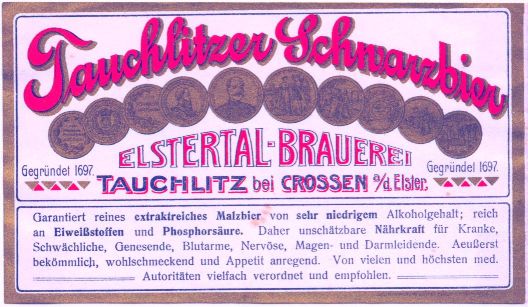 Tauchlitzer Schwarzbier
ELSTERTAL-BRAUEREI
Gegründet 1697.
Gegründet 1697.
TAUCHLITZ bei CROSSEN a/d. Elster.
Garantiert reines extraktreiches Malzbier von sehr niedrigem Alkoholgehalt; reich
an Eiweißstoffen und Phosphorsäure. Daher unschätzbare Nährkraft für Kranke,
Schwächliche, Genesende, Blutarme, Nervöse, Magen- und Darmleidende. Aeußerst
bekömmlich, wohlschmeckend und Appetit anregend. Von vielen und höchsten med.
Autoritäten vielfach verordnet und empfohlen.